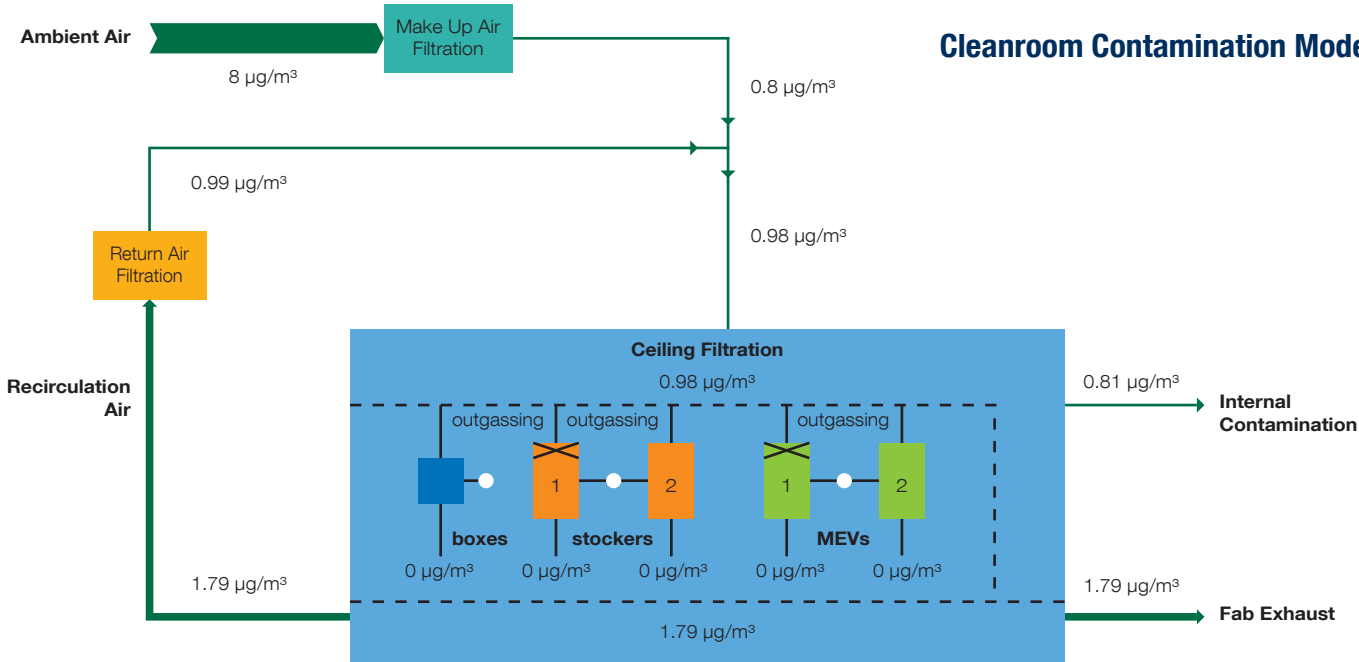 Cleanroom Contamination Mode
Ambient Air
8 µg/m³
Make Up Air
Filtration
0.8 µg/m³
0.99 µg/m³
0.98 µg/m³
Return Air
Filtration
Recirculation
Air
1.79 µg/m³
Ceiling Filtration
0.98 µg/m³
outgassing
outgassing
outgassing
1
2
1
2
boxes
stockers
MEVs
0 µg/m³
0 µg/m³
0 µg/m³
0 µg/m³
0 µg/m³
1.79 µg/m³
0.81 µg/m³
Internal
Contamination
1.79 µg/m³
Fab Exhaust